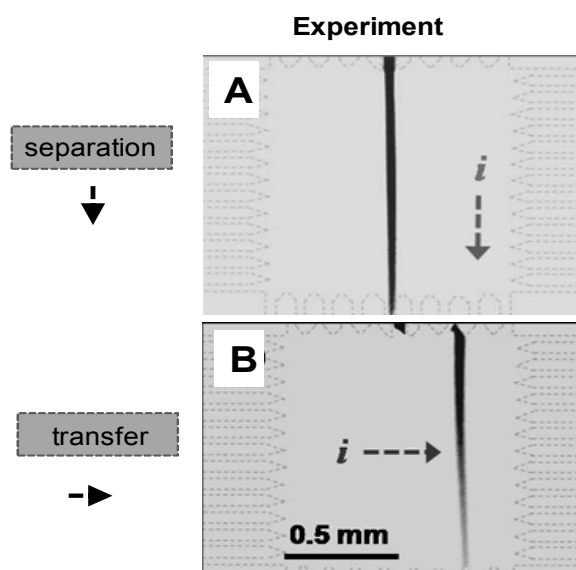 Experiment
A
separation
i
B
transfer
i
0.5 mm